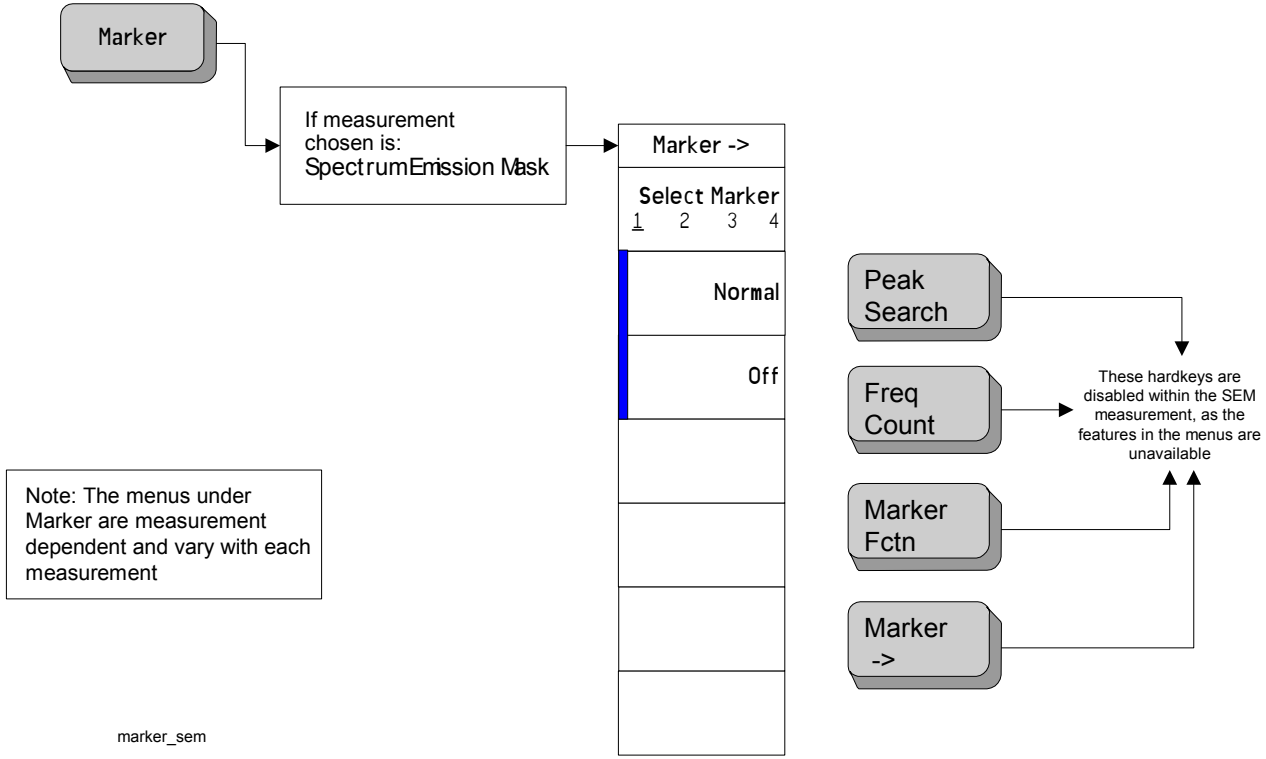 Marker
If measurement
chosen is:
Spectrum Emission Mask
Marker ->
Select Marker
1 2 3 4
Normal
Off
Peak
Search
Freq
Count
Marker
Fctn
Marker
->
These hardkeys are
disabled within the SEM
measurement, as the
features in the menus are
unavailable
Note: The menus under
Marker are measurement
dependent and vary with each
measurement
marker_sem